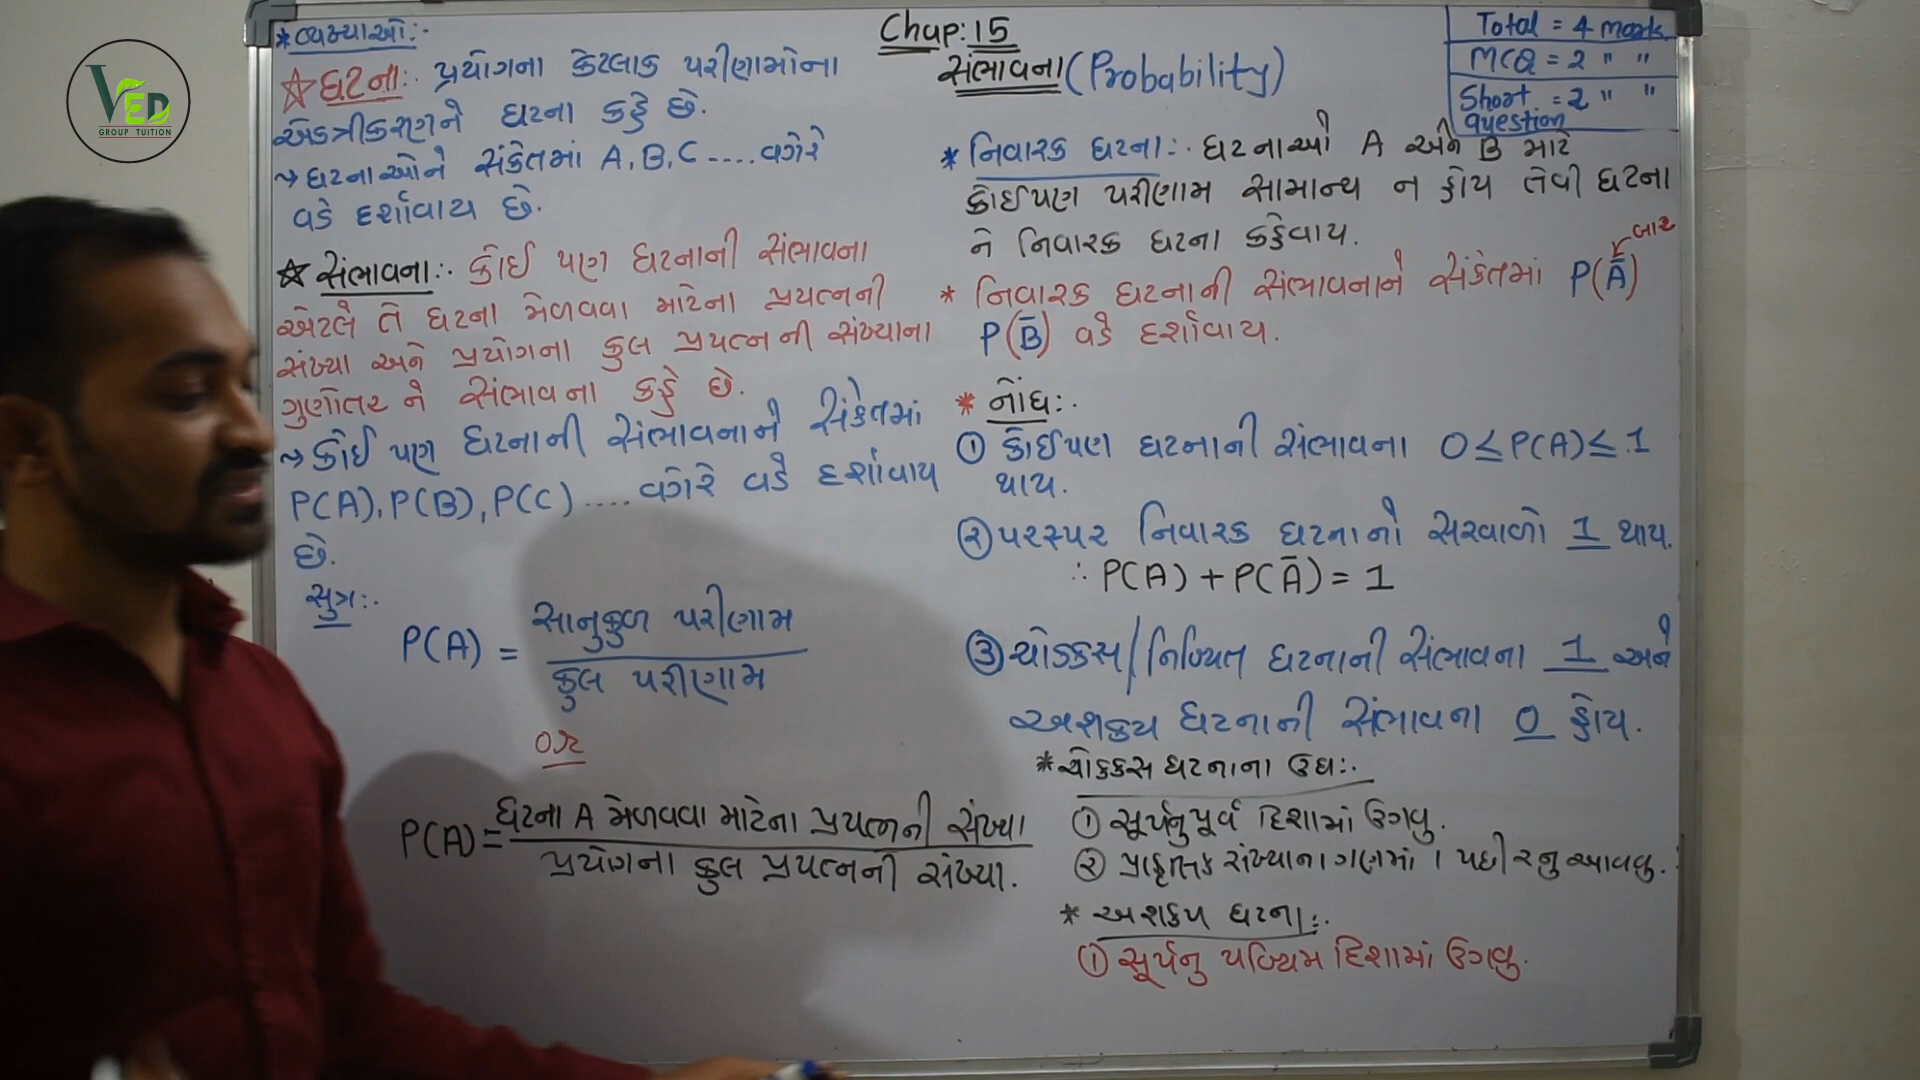 VED
GROUP TUITION
Chap:15
સંભાવના (Probability)
Total = 4 mark
MCQ = 2 " "
Short question = 2 " "
* વ્યાખ્યાઓ:-
☆ ઘટના:- પ્રયોગના કેટલાક પરીણામોના
એકત્રીકરણને ઘટના કહે છે.
→ ઘટનાઓને સંકેતમાં A, B, C .... વગેરે
વડે દર્શાવાય છે.
☆ સંભાવના:- કોઈ પણ ઘટનાની સંભાવના
એટલે તે ઘટના મેળવવા માટેના પ્રયત્નની
સંખ્યા અને પ્રયોગના કુલ પ્રયત્ન ની સંખ્યાના
ગુણોતર ને સંભાવના કહે છે.
→ કોઈ પણ ઘટનાની સંભાવનાને સંકેતમાં
P(A), P(B), P(C) .... વગેરે વડે દર્શાવાય
છે.
સુત્ર:-
P(A) = સાનુકુળ પરીણામ
કુલ પરીણામ
or
P(A) = ઘટના A મેળવવા માટેના પ્રયત્નની સંખ્યા
પ્રયોગના કુલ પ્રયત્નની સંખ્યા.
* નિવારક ઘટના:- ઘટનાઓ A અને B માટે
કોઈપણ પરીણામ સામાન્ય ન હોય તેવી ઘટના
ને નિવારક ઘટના કહેવાય.
બાર
* નિવારક ઘટનાની સંભાવનાને સંકેતમાં P(Ā)
P(B̄) વડે દર્શાવાય.
* નોંધ:-
① કોઈપણ ઘટનાની સંભાવના 0 ≤ P(A) ≤ 1
થાય.
② પરસ્પર નિવારક ઘટનાનો સરવાળો 1 થાય.
∴ P(A) + P(Ā) = 1
③ ચોક્કસ/નિશ્ચિત ઘટનાની સંભાવના 1 અને
અશક્ય ઘટનાની સંભાવના 0 હોય.
* ચોક્કસ ઘટનાના ઉદા:-
① સૂર્યનુ પૂર્વ દિશામાં ઉગવુ.
② પ્રાકૃતિક સંખ્યાના ગણમાં 1 પછી 2 નુ આવવુ.
* અશક્ય ઘટના:-
① સૂર્યનુ પશ્ચિમ દિશામાં ઉગવુ.